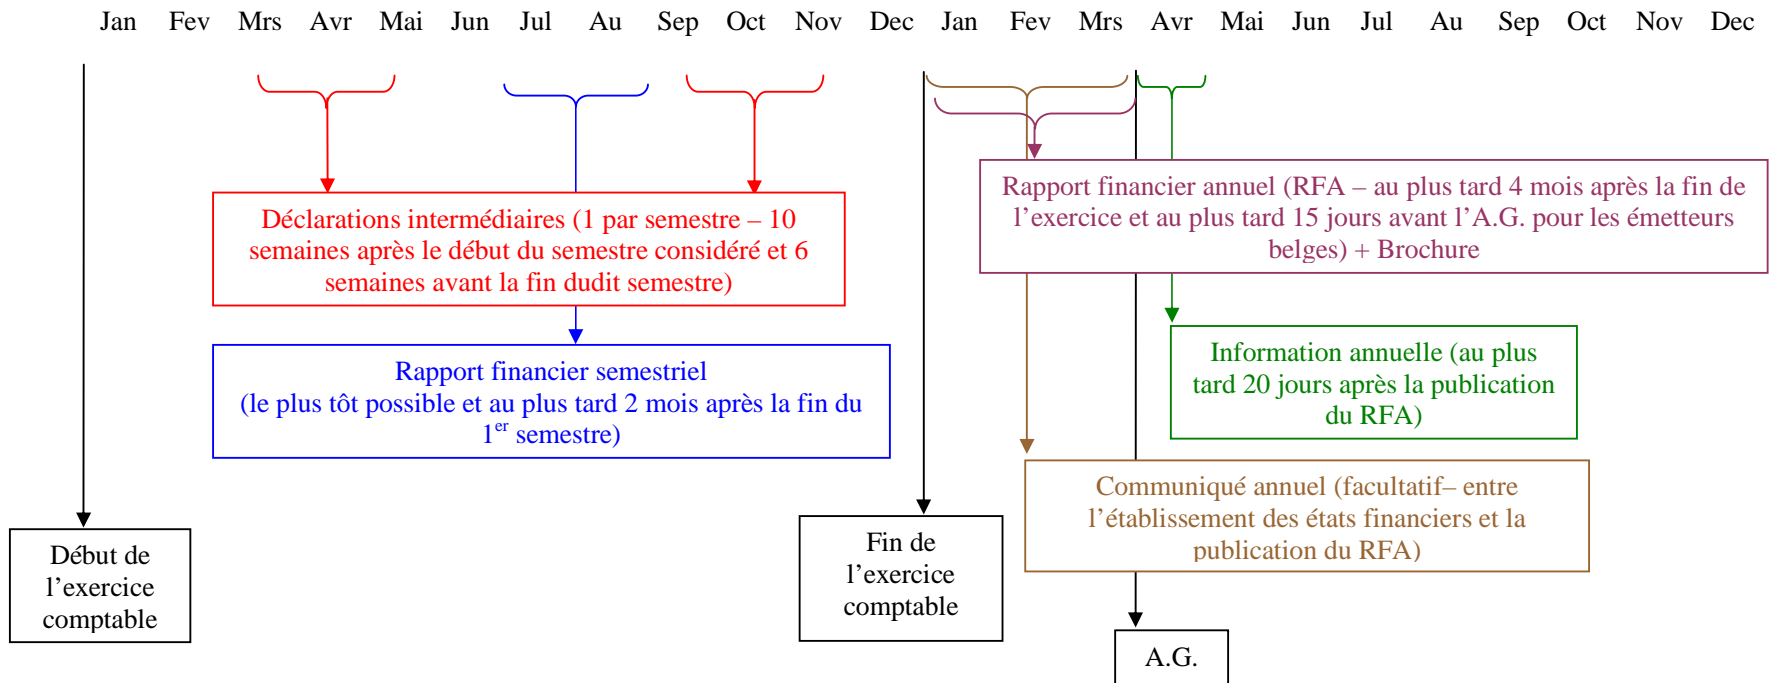 Jan Fev Mrs Avr Mai Jun Jul Au Sep Oct Nov Dec Jan Fev Mrs Avr Mai Jun Jul Au Sep Oct Nov Dec
Déclarations intermédiaires (1 par semestre – 10
semaines après le début du semestre considéré et 6
semaines avant la fin dudit semestre)
Rapport financier annuel (RFA – au plus tard 4 mois après la fin de
l’exercice et au plus tard 15 jours avant l’A.G. pour les émetteurs
belges) + Brochure
Rapport financier semestriel
(le plus tôt possible et au plus tard 2 mois après la fin du
1er semestre)
Information annuelle (au plus
tard 20 jours après la publication
du RFA)
Communiqué annuel (facultatif– entre
l’établissement des états financiers et la
publication du RFA)
Début de
l’exercice
comptable
Fin de
l’exercice
comptable
A.G.